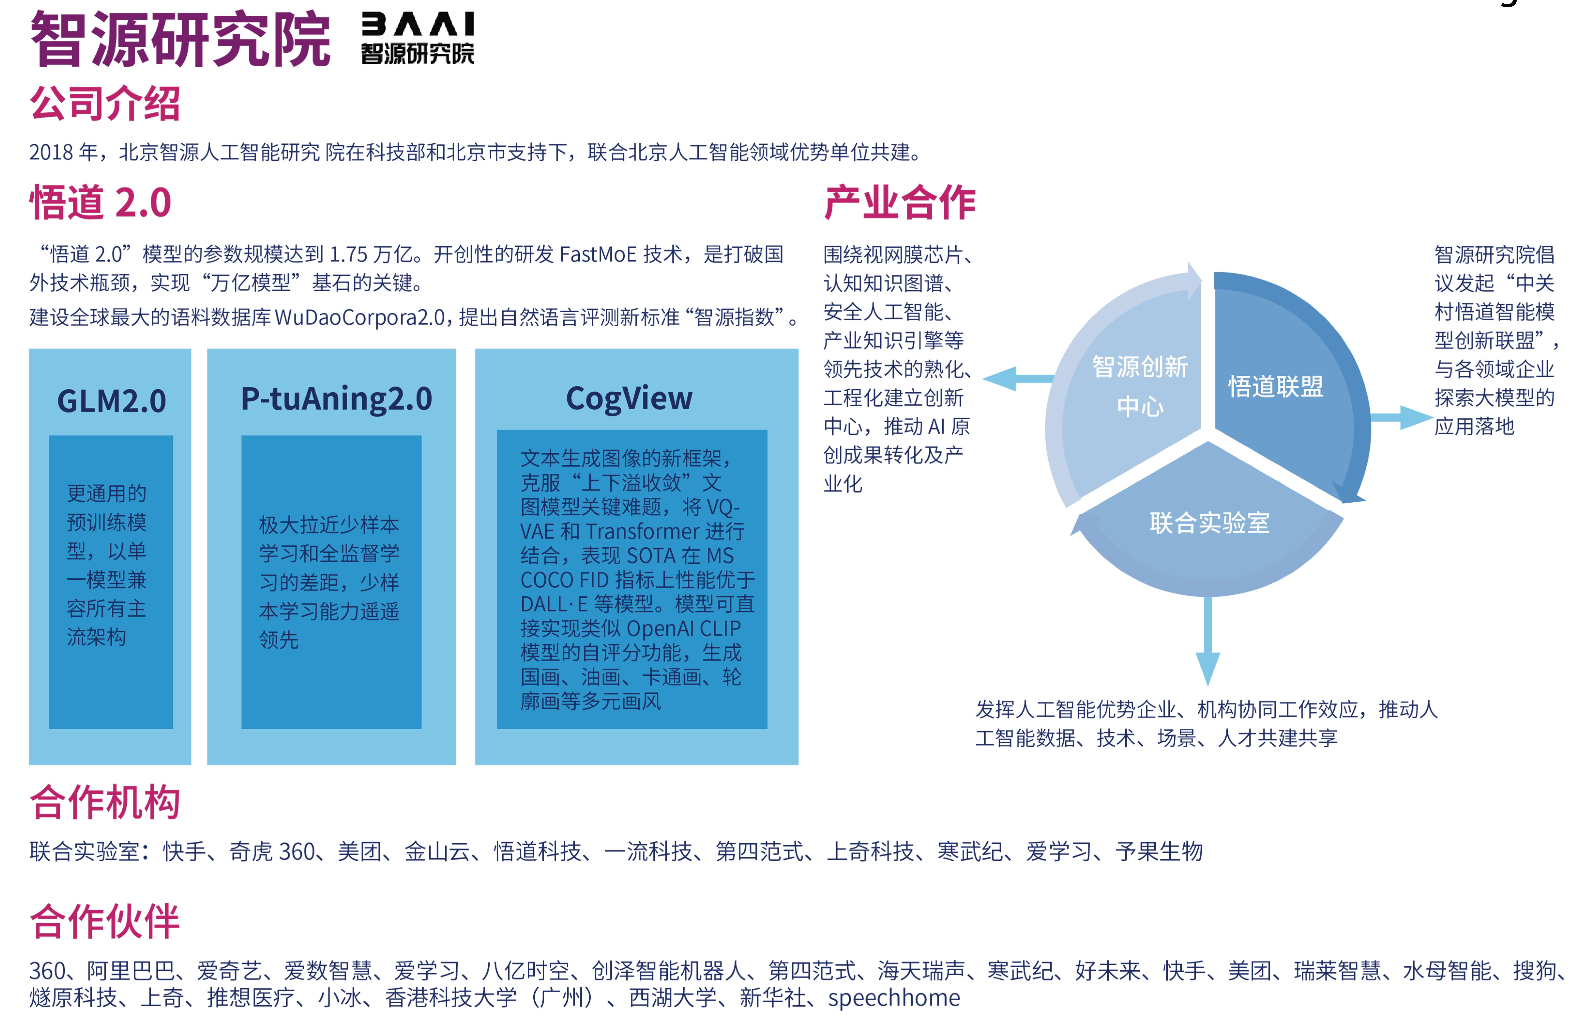 智源研究院
BAAI
智源研究院
公司介绍
2018 年，北京智源人工智能研究 院在科技部和北京市支持下，联合北京人工智能领域优势单位共建。
悟道 2.0
“悟道 2.0”模型的参数规模达到 1.75 万亿。开创性的研发 FastMoE 技术，是打破国
外技术瓶颈，实现“万亿模型”基石的关键。
建设全球最大的语料数据库 WuDaoCorpora2.0，提出自然语言评测新标准“智源指数”。
GLM2.0
更通用的
预训练模
型，以单
一模型兼
容所有主
流架构
P-tuAning2.0
极大拉近少样本
学习和全监督学
习的差距，少样
本学习能力遥遥
领先
CogView
文本生成图像的新框架，
克服“上下溢收敛”文
图模型关键难题，将 VQ-
VAE 和 Transformer 进行
结合，表现 SOTA 在 MS
COCO FID 指标上性能优于
DALL·E 等模型。模型可直
接实现类似 OpenAI CLIP
模型的自评分功能，生成
国画、油画、卡通画、轮
廓画等多元画风
产业合作
围绕视网膜芯片、
认知知识图谱、
安全人工智能、
产业知识引擎等
领先技术的熟化、
工程化建立创新
中心，推动 AI 原
创成果转化及产
业化
智源创新
中心
悟道联盟
联合实验室
智源研究院倡
议发起“中关
村悟道智能模
型创新联盟”，
与各领域企业
探索大模型的
应用落地
发挥人工智能优势企业、机构协同工作效应，推动人
工智能数据、技术、场景、人才共建共享
合作机构
联合实验室：快手、奇虎 360、美团、金山云、悟道科技、一流科技、第四范式、上奇科技、寒武纪、爱学习、予果生物
合作伙伴
360、阿里巴巴、爱奇艺、爱数智慧、爱学习、八亿时空、创泽智能机器人、第四范式、海天瑞声、寒武纪、好未来、快手、美团、瑞莱智慧、水母智能、搜狗、
燧原科技、上奇、推想医疗、小冰、香港科技大学（广州）、西湖大学、新华社、speechhome